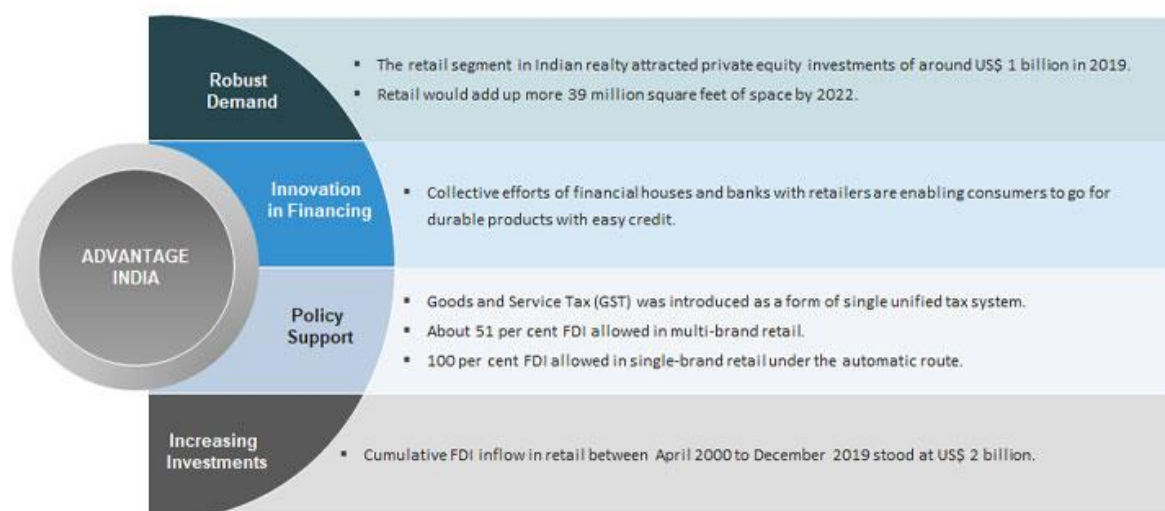 ADVANTAGE
INDIA
Robust
Demand
▪ The retail segment in Indian realty attracted private equity investments of around US$ 1 billion in 2019.
▪ Retail would add up more 39 million square feet of space by 2022.
Innovation
in Financing
▪ Collective efforts of financial houses and banks with retailers are enabling consumers to go for
durable products with easy credit.
Policy
Support
▪ Goods and Service Tax (GST) was introduced as a form of single unified tax system.
▪ About 51 per cent FDI allowed in multi-brand retail.
▪ 100 per cent FDI allowed in single-brand retail under the automatic route.
Increasing
Investments
▪ Cumulative FDI inflow in retail between April 2000 to December 2019 stood at US$ 2 billion.